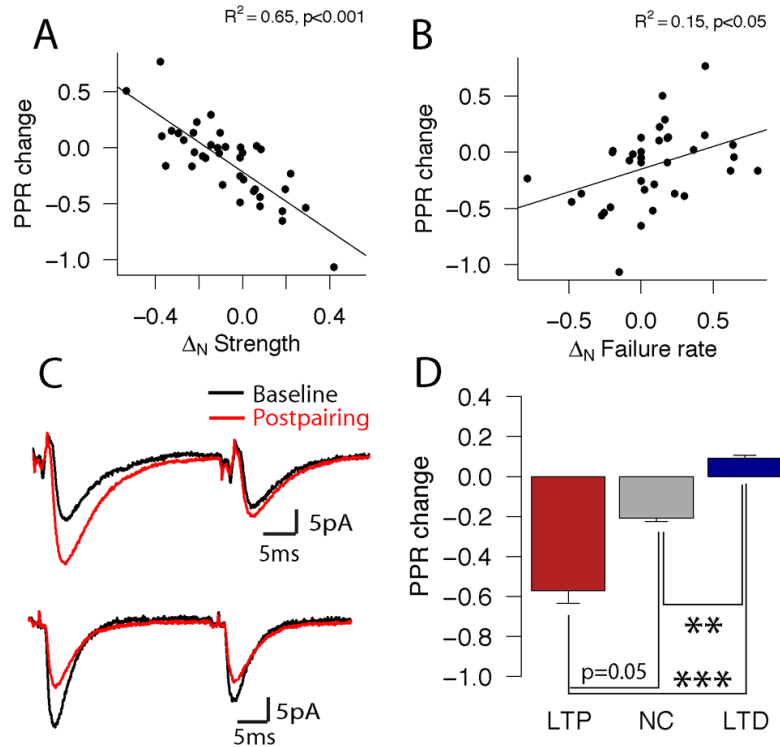 A
R² = 0.65, p<0.001
PPR change
0.5
0.0
−0.5
−1.0
−0.4
0.0
0.4
ΔN Strength
B
R² = 0.15, p<0.05
PPR change
0.5
0.0
−0.5
−1.0
−0.5
0.0
0.5
ΔN Failure rate
C
Baseline
Postpairing
5pA
5ms
5pA
5ms
D
PPR change
0.4
0.2
0.0
−0.2
−0.4
−0.6
−0.8
−1.0
**
p=0.05
***
LTP
NC
LTD